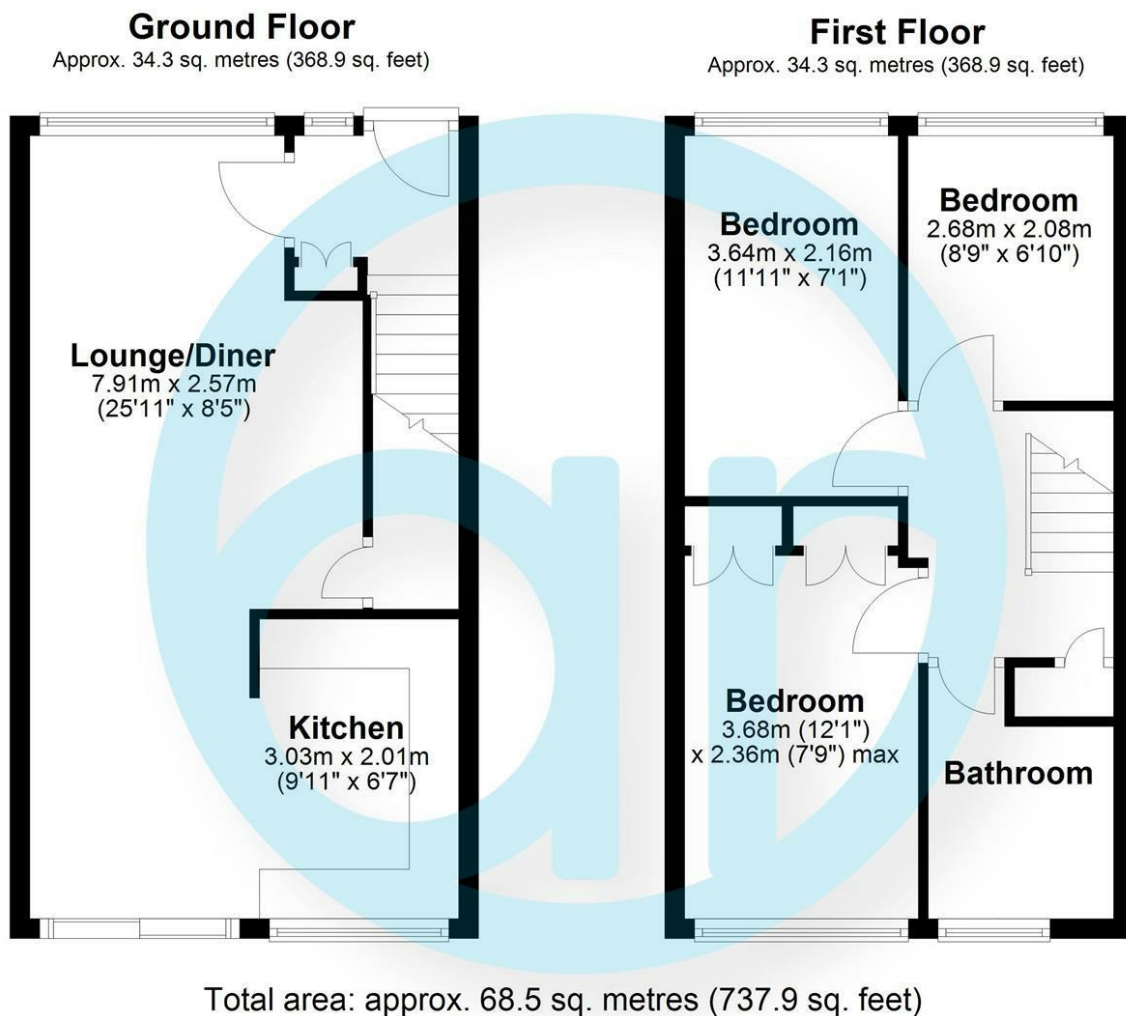 Ground Floor
Approx. 34.3 sq. metres (368.9 sq. feet)
Lounge/Diner
7.91m x 2.57m
(25'11" x 8'5")
Kitchen
3.03m x 2.01m
(9'11" x 6'7")
First Floor
Approx. 34.3 sq. metres (368.9 sq. feet)
Bedroom
3.64m x 2.16m
(11'11" x 7'1")
Bedroom
2.68m x 2.08m
(8'9" x 6'10")
Bedroom
3.68m (12'1")
x 2.36m (7'9") max
Bathroom
Total area: approx. 68.5 sq. metres (737.9 sq. feet)